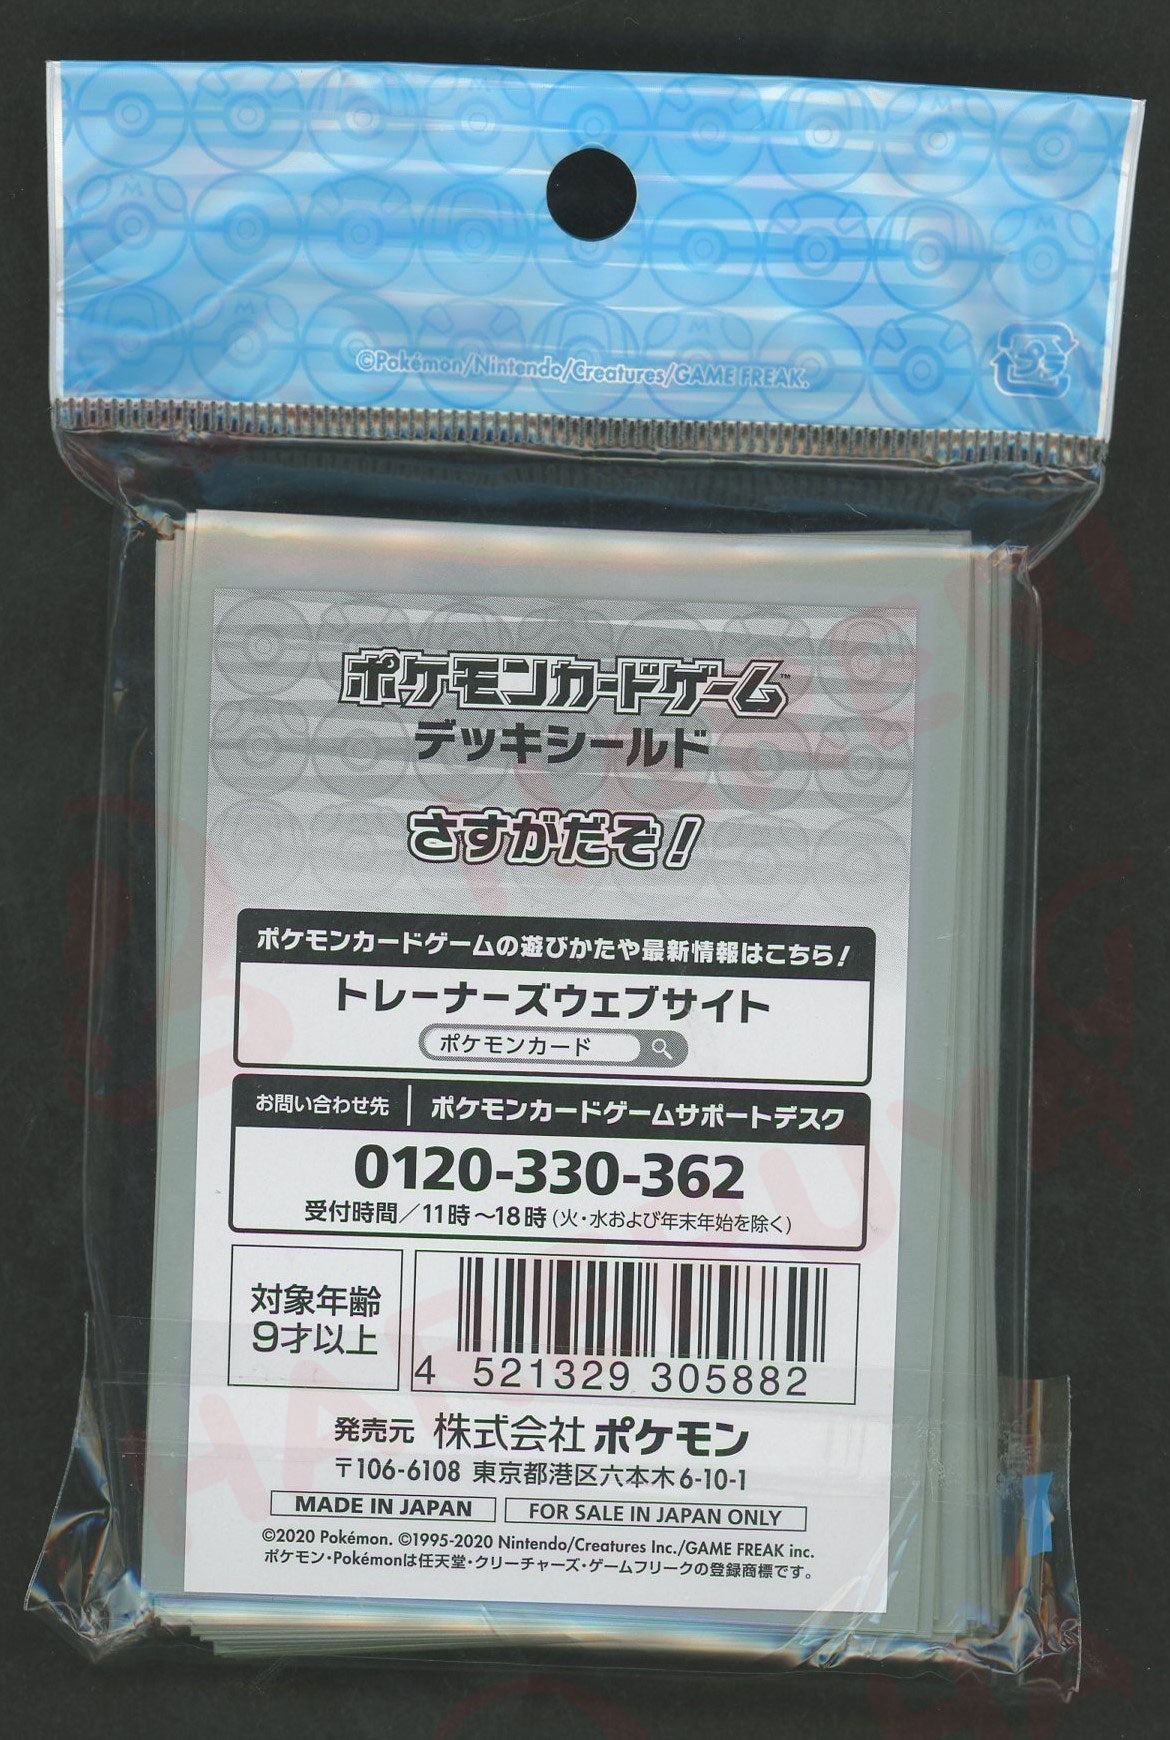 ©Pokémon/Nintendo/Creatures/GAME FREAK.
ポケモンカードゲーム™
デッキシールド
さすがだぞ!
ポケモンカードゲームの遊びかたや最新情報はこちら!
トレーナーズウェブサイト
ポケモンカード
お問い合わせ先 ポケモンカードゲームサポートデスク
0120-330-362
受付時間/11時〜18時(火・水および年末年始を除く)
対象年齢
9才以上
4 521329 305882
発売元 株式会社ポケモン
〒106-6108 東京都港区六本木6-10-1
MADE IN JAPAN FOR SALE IN JAPAN ONLY
©2020 Pokémon. ©1995-2020 Nintendo/Creatures Inc./GAME FREAK inc.
ポケモン・Pokémonは任天堂・クリーチャーズ・ゲームフリークの登録商標です。